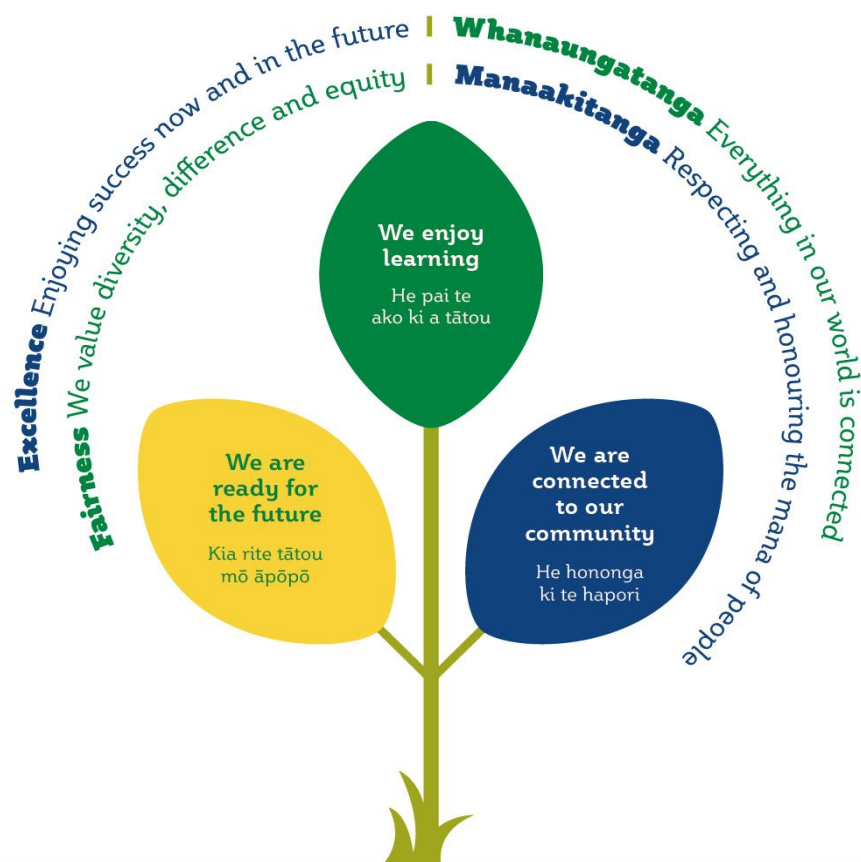 Excellence Enjoying success now and in the future | Whanaungatanga Everything in our world is connected
Fairness We value diversity, difference and equity | Manaakitanga Respecting and honouring the mana of people
We enjoy
learning
He pai te
ako ki a tātou
We are
ready for
the future
Kia rite tātou
mō āpōpō
We are
connected
to our
community
He hononga
ki te hapori